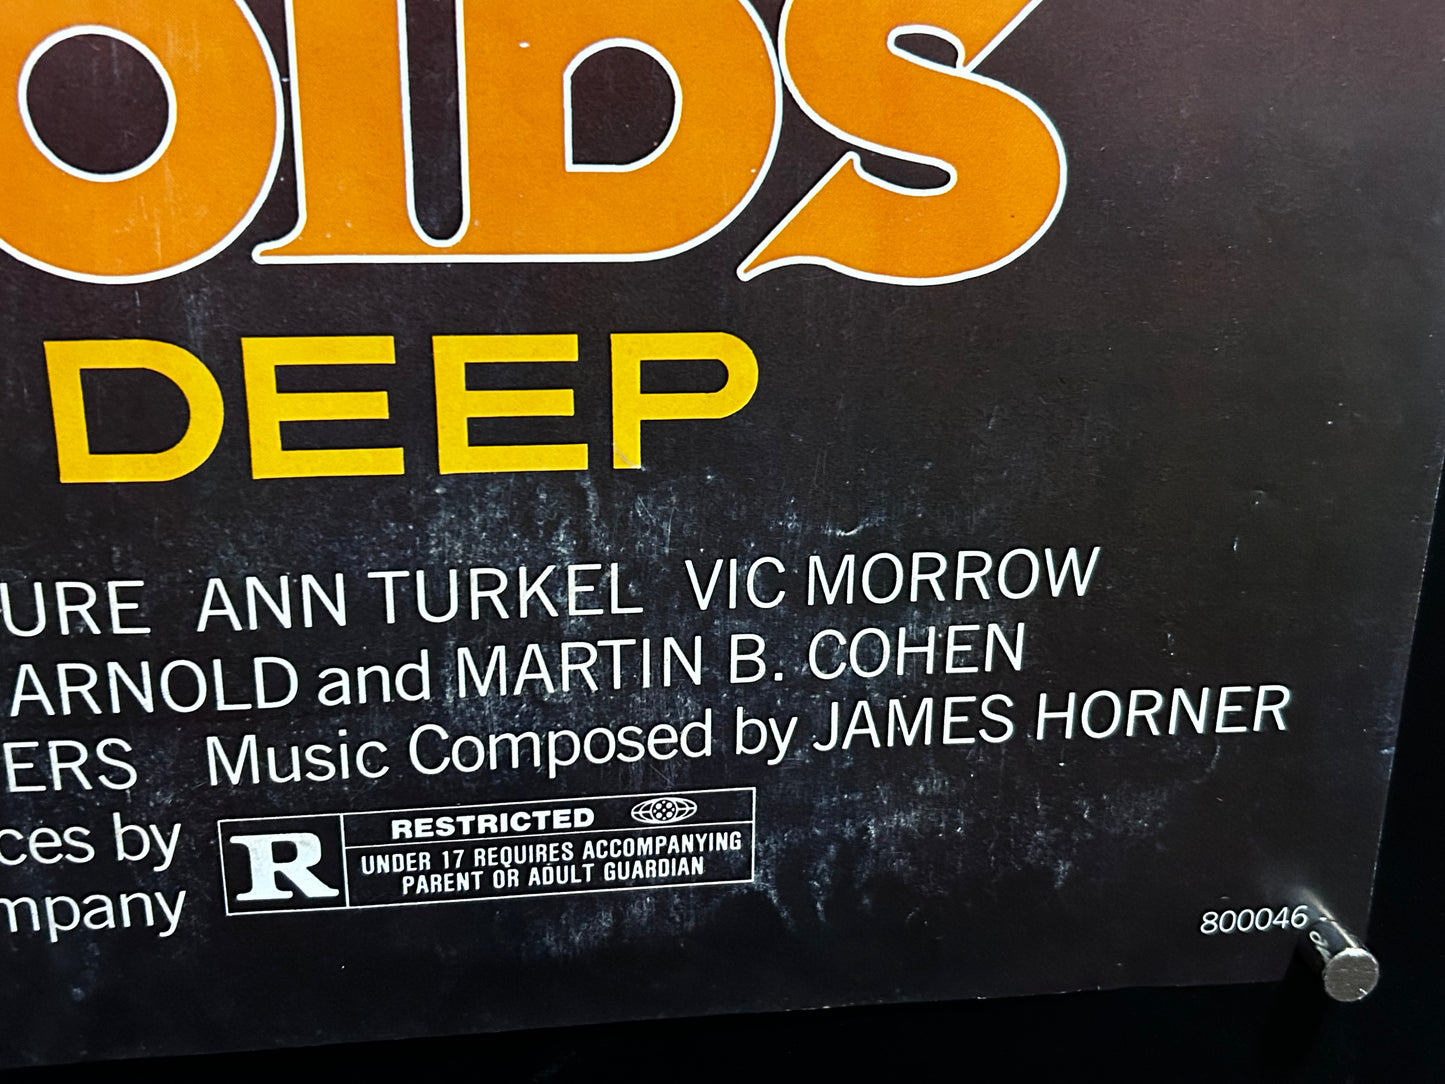 OIDS
DEEP
URE ANN TURKEL VIC MORROW
ARNOLD and MARTIN B. COHEN
ERS Music Composed by JAMES HORNER
ces by
mpany
R
RESTRICTED
UNDER 17 REQUIRES ACCOMPANYING
PARENT OR ADULT GUARDIAN
800046